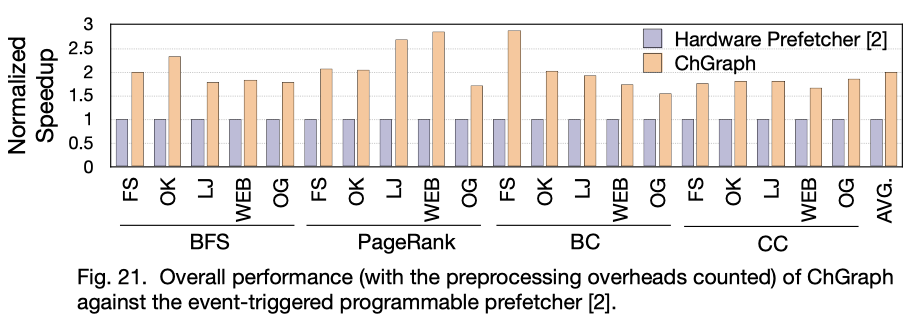 Normalized
Speedup
3
2.5
2
1.5
1
0.5
0
Hardware Prefetcher [2]
ChGraph
FS OK LJ WEB OG FS OK LJ WEB OG FS OK LJ WEB OG FS OK LJ WEB OG AVG.
BFS PageRank BC CC
Fig. 21. Overall performance (with the preprocessing overheads counted) of ChGraph
against the event-triggered programmable prefetcher [2].